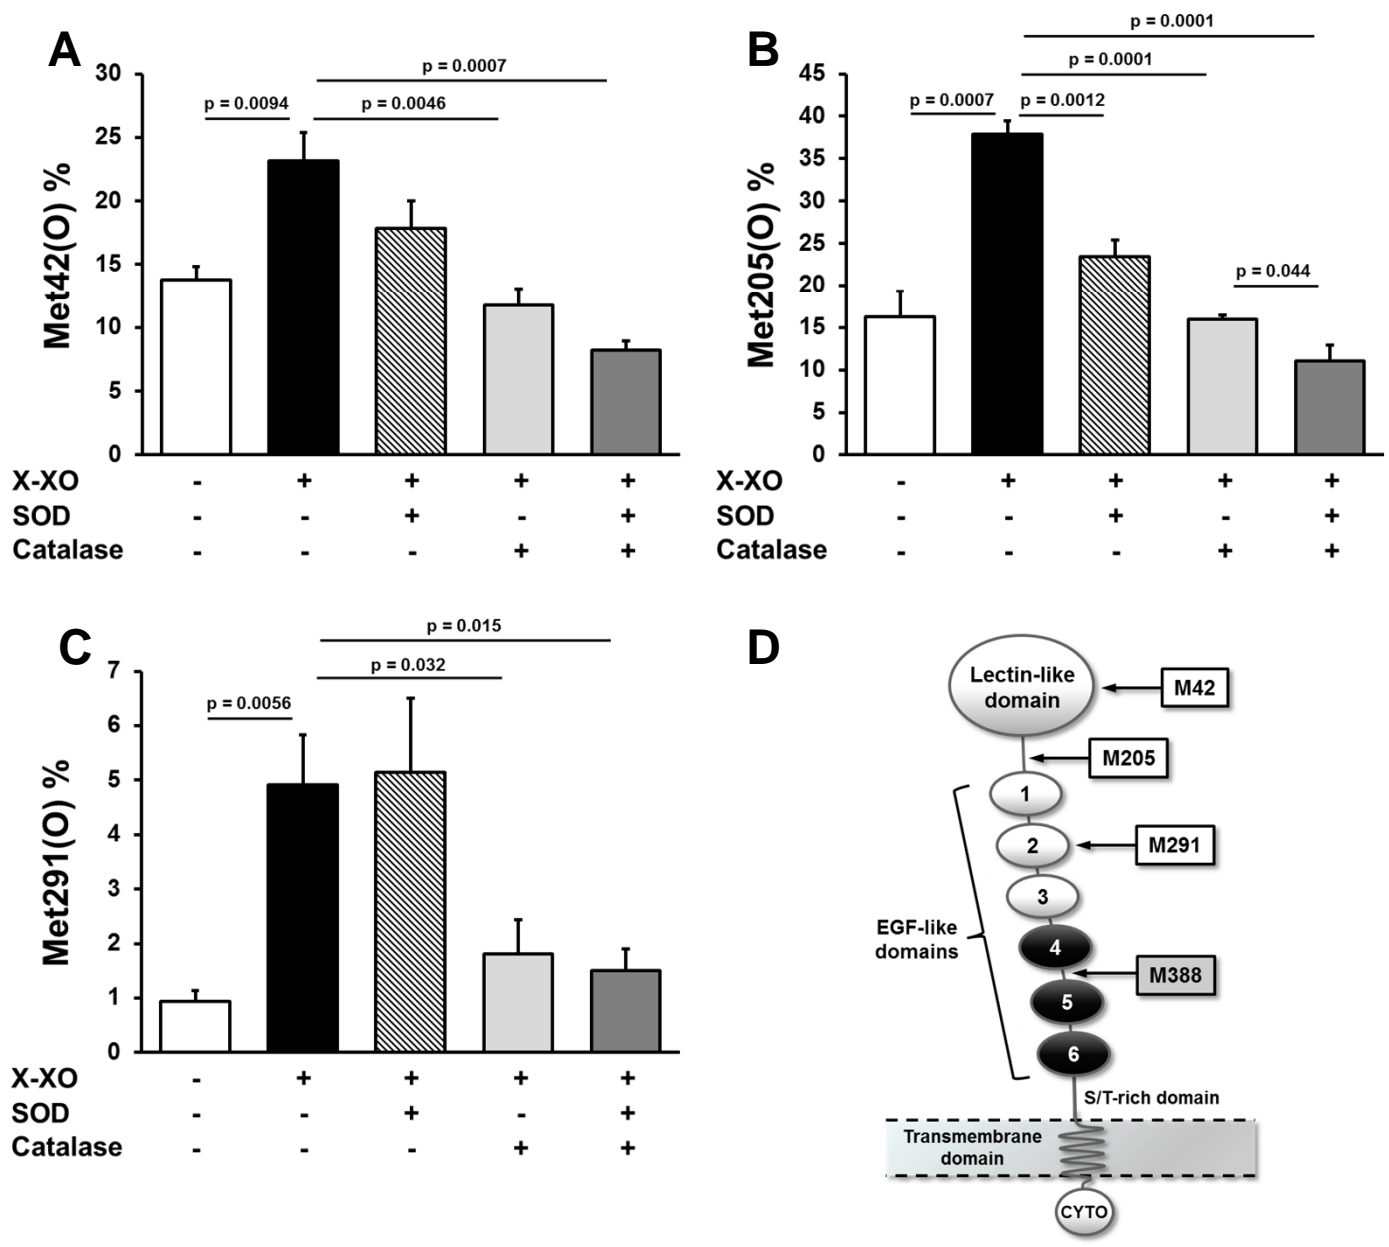 A
p = 0.0007
p = 0.0094
p = 0.0046
Met42(O) %
30
25
20
15
10
5
0
X-XO - + + + +
SOD - - + - +
Catalase - - - + +
B
p = 0.0001
p = 0.0001
p = 0.0007
p = 0.0012
p = 0.044
Met205(O) %
45
40
35
30
25
20
15
10
5
0
X-XO - + + + +
SOD - - + - +
Catalase - - - + +
C
p = 0.015
p = 0.032
p = 0.0056
Met291(O) %
7
6
5
4
3
2
1
0
X-XO - + + + +
SOD - - + - +
Catalase - - - + +
D
Lectin-like
domain
M42
M205
1
2
M291
3
EGF-like
domains
4
M388
5
6
S/T-rich domain
Transmembrane
domain
CYTO